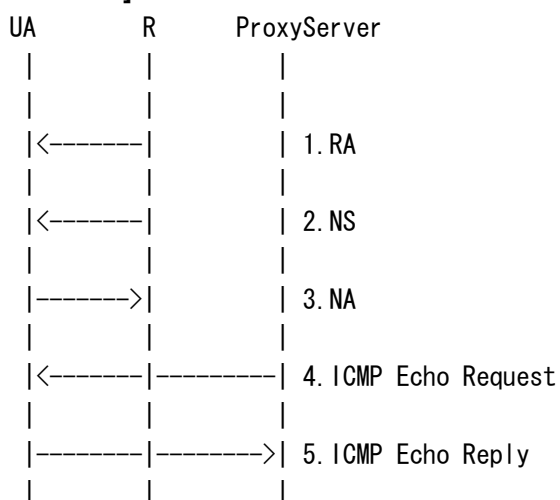 UA R ProxyServer
1. RA
2. NS
3. NA
4. ICMP Echo Request
5. ICMP Echo Reply